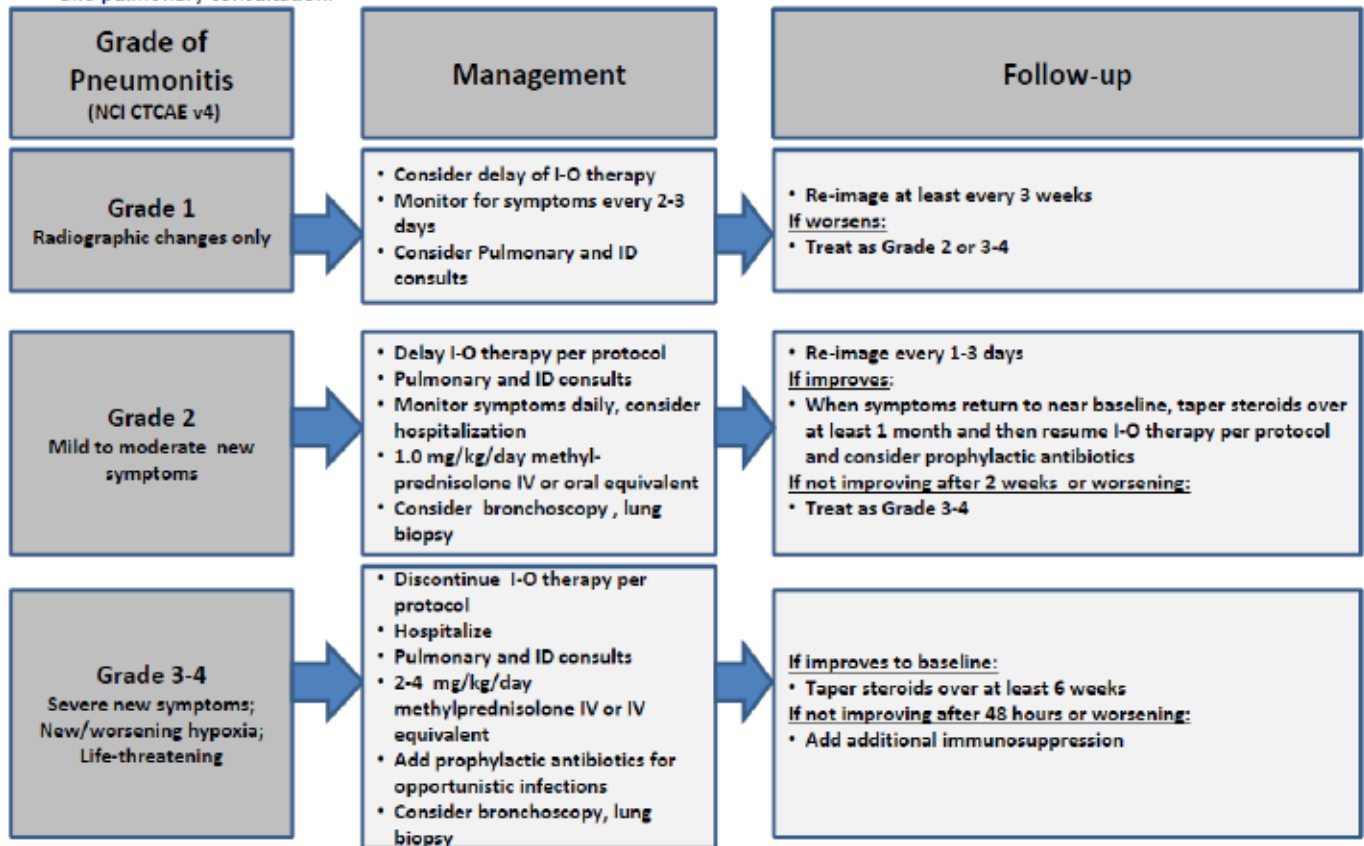 and pulmonary consultation.
Grade of
Pneumonitis
(NCI CTCAE v4)
Management
Follow-up
Grade 1
Radiographic changes only
• Consider delay of I-O therapy
• Monitor for symptoms every 2-3
days
• Consider Pulmonary and ID
consults
• Re-image at least every 3 weeks
If worsens:
• Treat as Grade 2 or 3-4
Grade 2
Mild to moderate new
symptoms
• Delay I-O therapy per protocol
• Pulmonary and ID consults
• Monitor symptoms daily, consider
hospitalization
• 1.0 mg/kg/day methyl-
prednisolone IV or oral equivalent
• Consider bronchoscopy , lung
biopsy
• Re-image every 1-3 days
If improves:
• When symptoms return to near baseline, taper steroids over
at least 1 month and then resume I-O therapy per protocol
and consider prophylactic antibiotics
If not improving after 2 weeks or worsening:
• Treat as Grade 3-4
Grade 3-4
Severe new symptoms;
New/worsening hypoxia;
Life-threatening
• Discontinue I-O therapy per
protocol
• Hospitalize
• Pulmonary and ID consults
• 2-4 mg/kg/day
methylprednisolone IV or IV
equivalent
• Add prophylactic antibiotics for
opportunistic infections
• Consider bronchoscopy, lung
biopsy
If improves to baseline:
• Taper steroids over at least 6 weeks
If not improving after 48 hours or worsening:
• Add additional immunosuppression